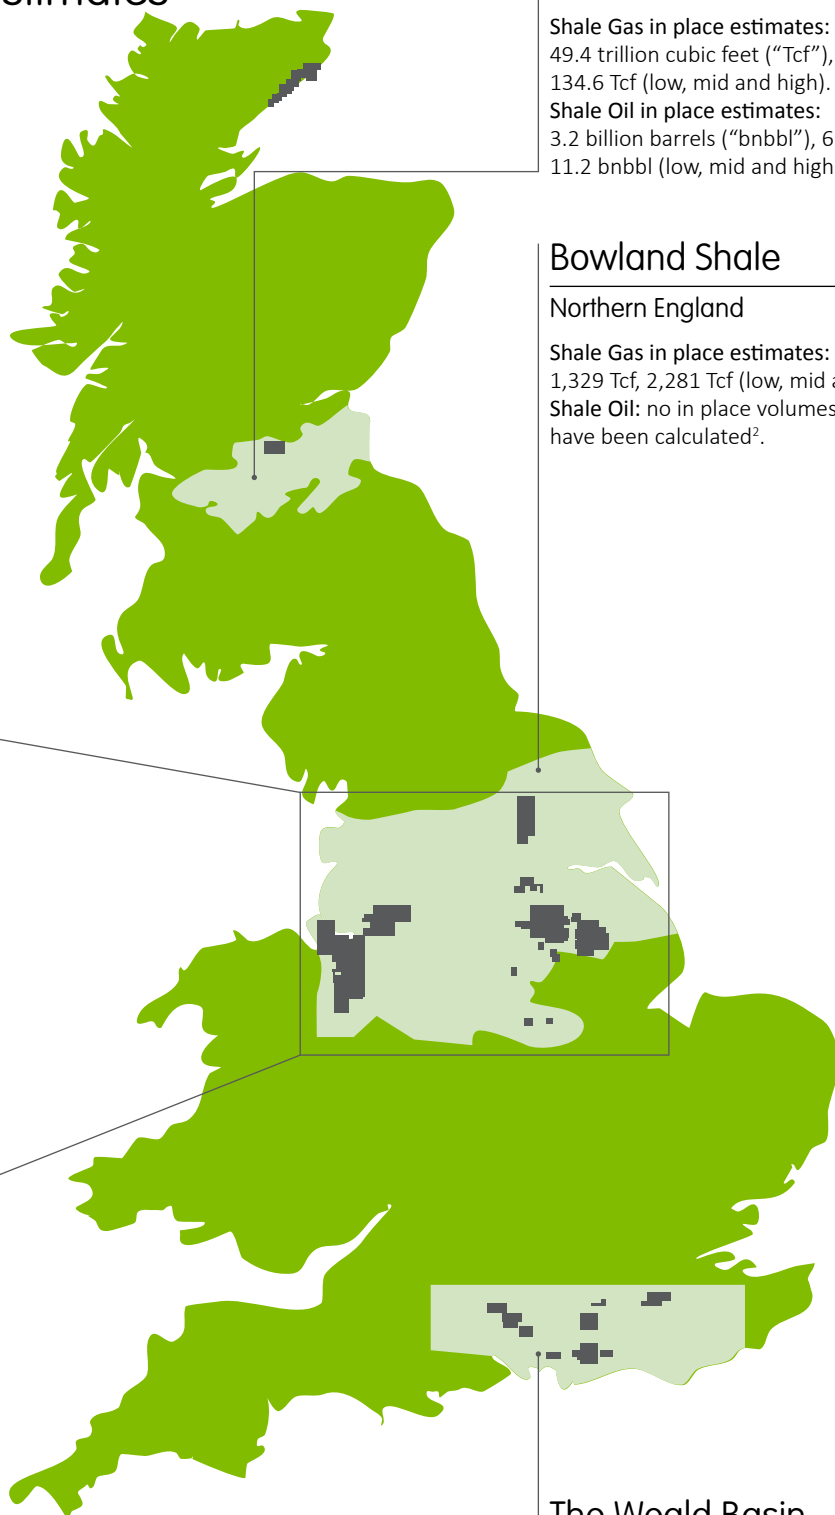 Shale Gas in place estimates:
49.4 trillion cubic feet (“Tcf”),
134.6 Tcf (low, mid and high).
Shale Oil in place estimates:
3.2 billion barrels (“bnbbl”), 6
11.2 bnbbl (low, mid and high
Bowland Shale
Northern England
Shale Gas in place estimates:
1,329 Tcf, 2,281 Tcf (low, mid a
Shale Oil: no in place volumes
have been calculated².
The Weald Basin